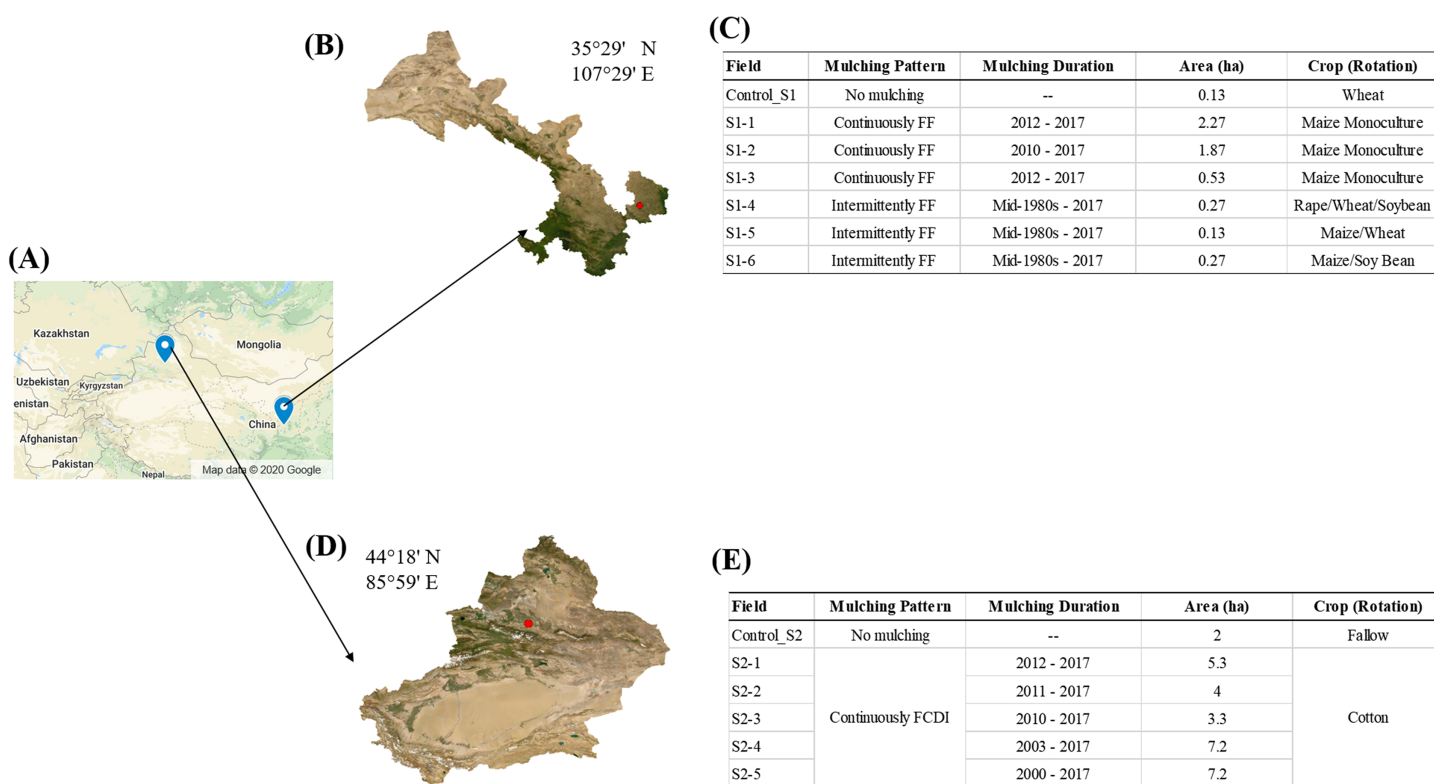 (A)
Kazakhstan
Mongolia
Uzbekistan
Kyrgyzstan
enistan
China
Afghanistan
Pakistan
Nepal
Map data © 2020 Google
(B)
35°29' N
107°29' E
(C)
Field Mulching Pattern Mulching Duration Area (ha) Crop (Rotation)
Control_S1 No mulching -- 0.13 Wheat
S1-1 Continuously FF 2012 - 2017 2.27 Maize Monoculture
S1-2 Continuously FF 2010 - 2017 1.87 Maize Monoculture
S1-3 Continuously FF 2012 - 2017 0.53 Maize Monoculture
S1-4 Intermittently FF Mid-1980s - 2017 0.27 Rape/Wheat/Soybean
S1-5 Intermittently FF Mid-1980s - 2017 0.13 Maize/Wheat
S1-6 Intermittently FF Mid-1980s - 2017 0.27 Maize/Soy Bean
(D)
44°18' N
85°59' E
(E)
Field Mulching Pattern Mulching Duration Area (ha) Crop (Rotation)
Control_S2 No mulching -- 2 Fallow
S2-1 2012 - 2017 5.3
S2-2 2011 - 2017 4
S2-3 Continuously FCDI 2010 - 2017 3.3 Cotton
S2-4 2003 - 2017 7.2
S2-5 2000 - 2017 7.2